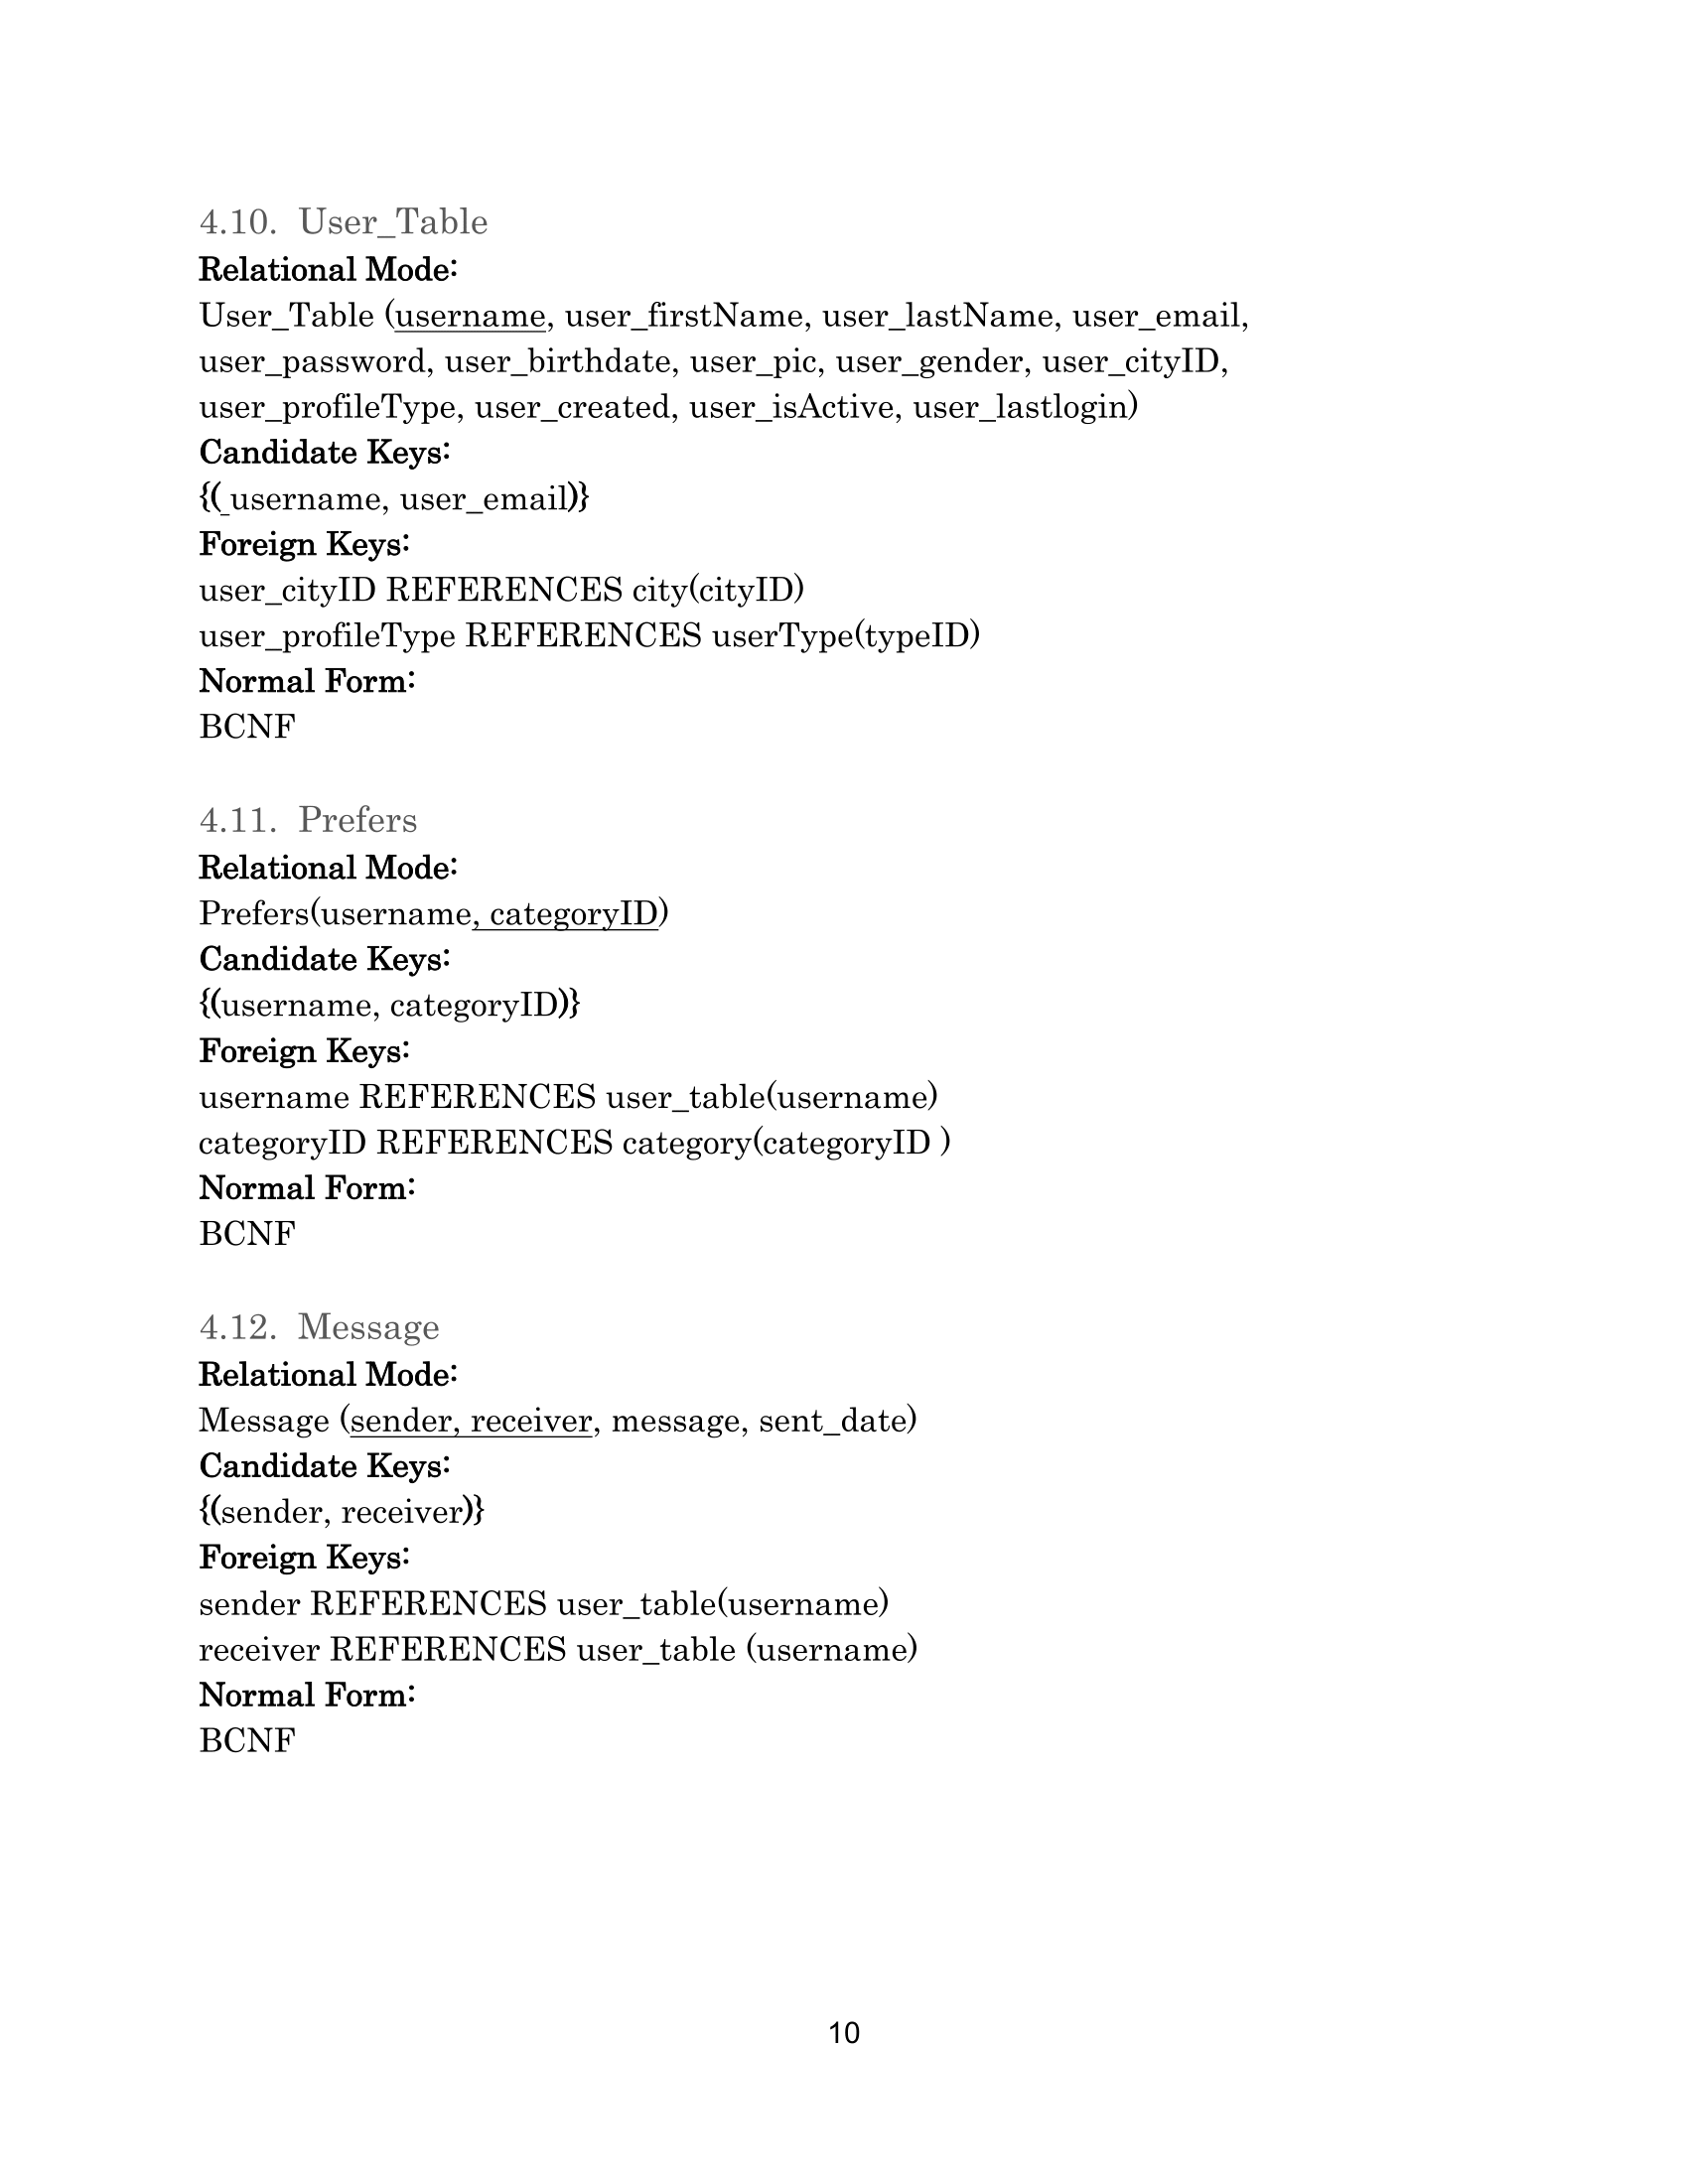 4.10. User_Table
Relational Mode:
User_Table (username, user_firstName, user_lastName, user_email,
user_password, user_birthdate, user_pic, user_gender, user_cityID,
user_profileType, user_created, user_isActive, user_lastlogin)
Candidate Keys:
{( username, user_email)}
Foreign Keys:
user_cityID REFERENCES city(cityID)
user_profileType REFERENCES userType(typeID)
Normal Form:
BCNF
4.11. Prefers
Relational Mode:
Prefers(username, categoryID)
Candidate Keys:
{(username, categoryID)}
Foreign Keys:
username REFERENCES user_table(username)
categoryID REFERENCES category(categoryID )
Normal Form:
BCNF
4.12. Message
Relational Mode:
Message (sender, receiver, message, sent_date)
Candidate Keys:
{(sender, receiver)}
Foreign Keys:
sender REFERENCES user_table(username)
receiver REFERENCES user_table (username)
Normal Form:
BCNF
10